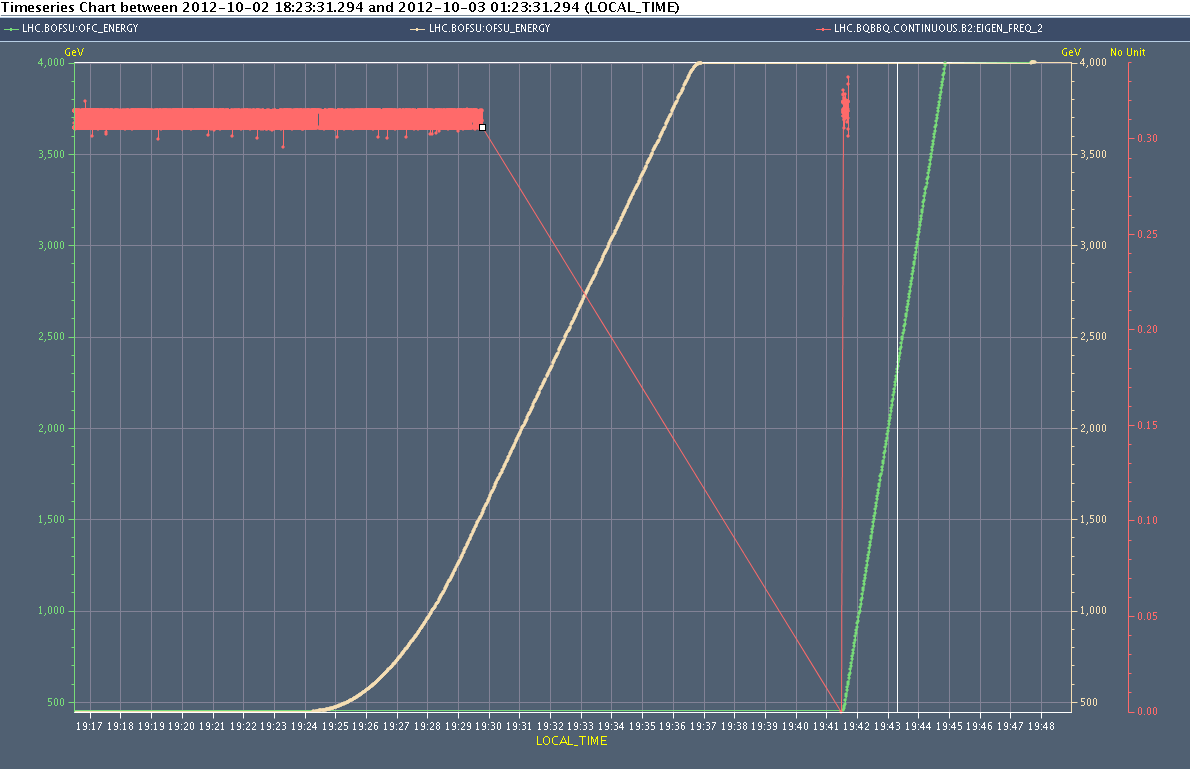 Timeseries Chart between 2012-10-02 18:23:31.294 and 2012-10-03 01:23:31.294 (LOCAL_TIME)
LHC.BOFSU:OFC_ENERGY LHC.BOFSU:OFSU_ENERGY LHC.BQBBQ.CONTINUOUS.B2:EIGEN_FREQ_2
GeV GeV No Unit
4,000 4,000
0.30
3,500 3,500
0.25
3,000 3,000
0.20
2,500 2,500
0.15
2,000 2,000
1,500 1,500 0.10
1,000 1,000
0.05
500 500
0.00
19:17 19:18 19:19 19:20 19:21 19:22 19:23 19:24 19:25 19:26 19:27 19:28 19:29 19:30 19:31 19:32 19:33 19:34 19:35 19:36 19:37 19:38 19:39 19:40 19:41 19:42 19:43 19:44 19:45 19:46 19:47 19:48
LOCAL_TIME